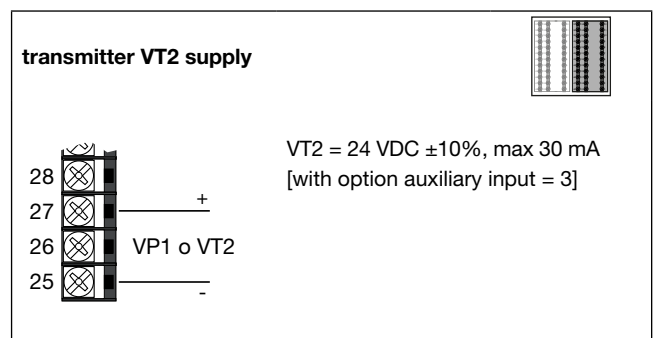 transmitter VT2 supply
VT2 = 24 VDC ±10%, max 30 mA
[with option auxiliary input = 3]
28
27 +
26 VP1 o VT2
25 -